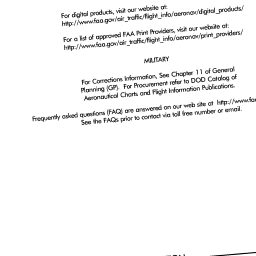 For digital products, visit our website at:
http://www.faa.gov/air_traffic/flight_info/aeronav/digital_products/
For a list of approved FAA Print Providers, visit our website at:
http://www.faa.gov/air_traffic/flight_info/aeronav/print_providers/
MILITARY
For Corrections Information, See Chapter 11 of General
Planning (GP). For Procurement refer to DOD Catalog of
Aeronautical Charts and Flight Information Publications.
Frequently asked questions (FAQ) are answered on our web site at http://www.faa
See the FAQs prior to contact via toll free number or email.